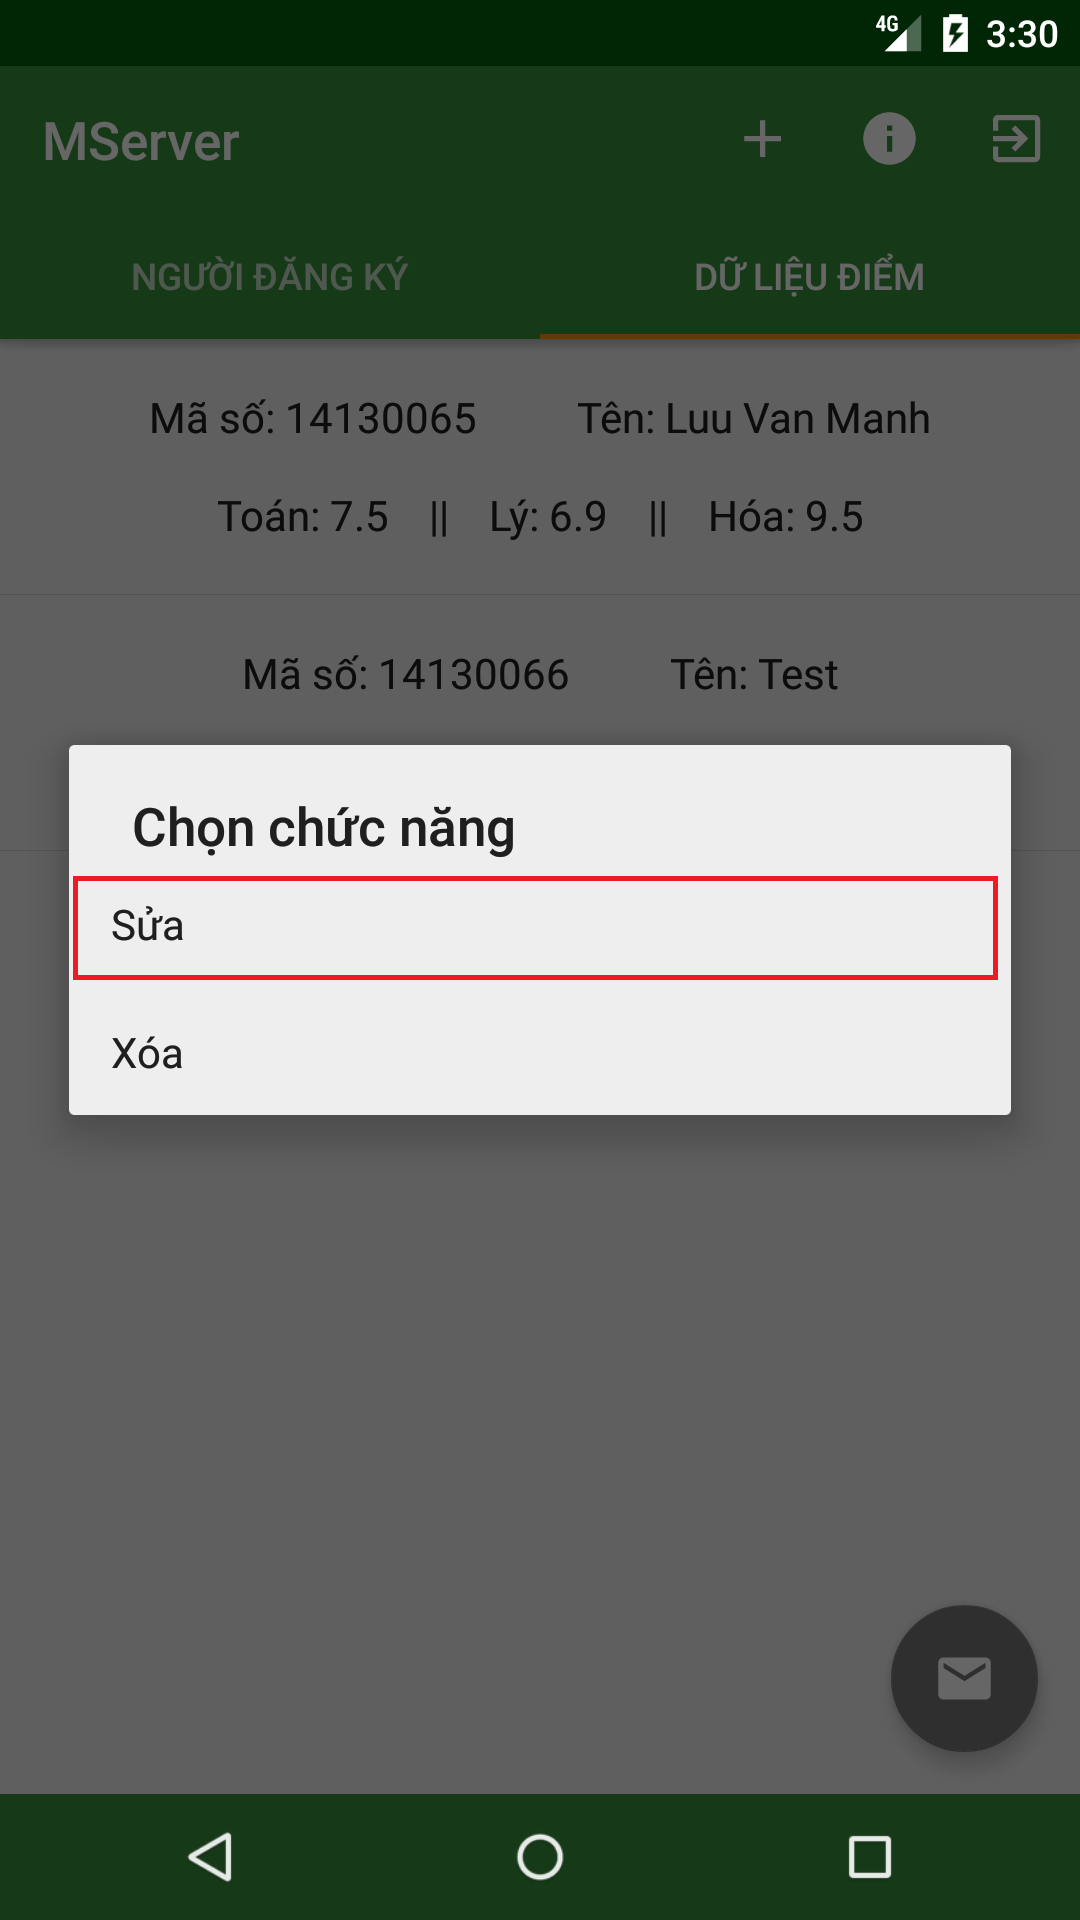 4G 3:30
MServer
NGƯỜI ĐĂNG KÝ DỮ LIỆU ĐIỂM
Mã số: 14130065 Tên: Luu Van Manh
Toán: 7.5 || Lý: 6.9 || Hóa: 9.5
Mã số: 14130066 Tên: Test
Chọn chức năng
Sửa
Xóa